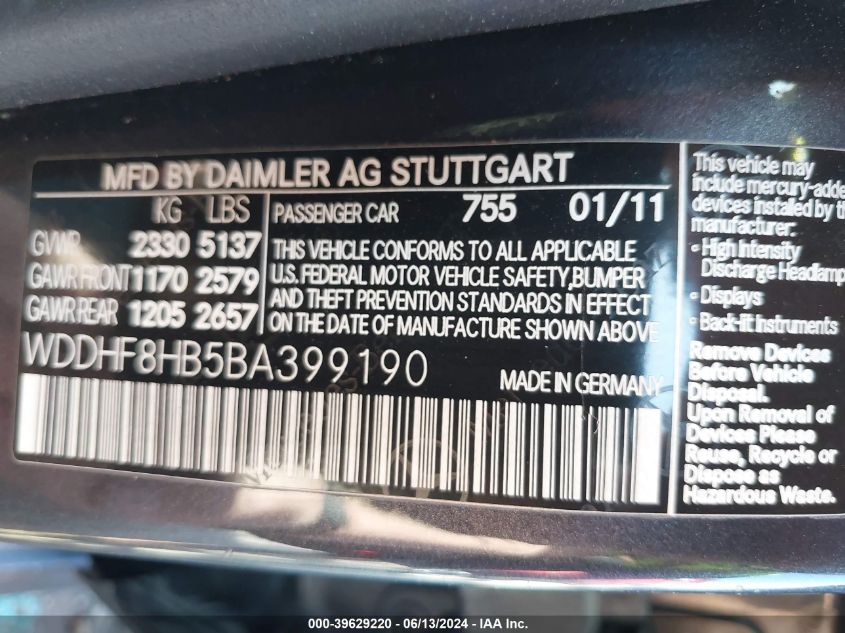 MFD BY DAIMLER AG STUTTGART
KG LBS
GVWR 2330 5137
GAWR FRONT 1170 2579
GAWR REAR 1205 2657
PASSENGER CAR 755 01/11
THIS VEHICLE CONFORMS TO ALL APPLICABLE
U.S. FEDERAL MOTOR VEHICLE SAFETY,BUMPER
AND THEFT PREVENTION STANDARDS IN EFFECT
ON THE DATE OF MANUFACTURE SHOWN ABOVE
WDDHF8HB5BA399190
MADE IN GERMANY
This vehicle may
include mercury-adde
devices installed by th
manufacturer:
- High Intensity
Discharge Headlamp
- Displays
- Back-lit Instruments
Remove Devices
Before Vehicle
Disposal.
Upon Removal of
Devices Please
Reuse, Recycle or
Dispose as
Hazardous Waste.
000-39629220 - 06/13/2024 - IAA Inc.